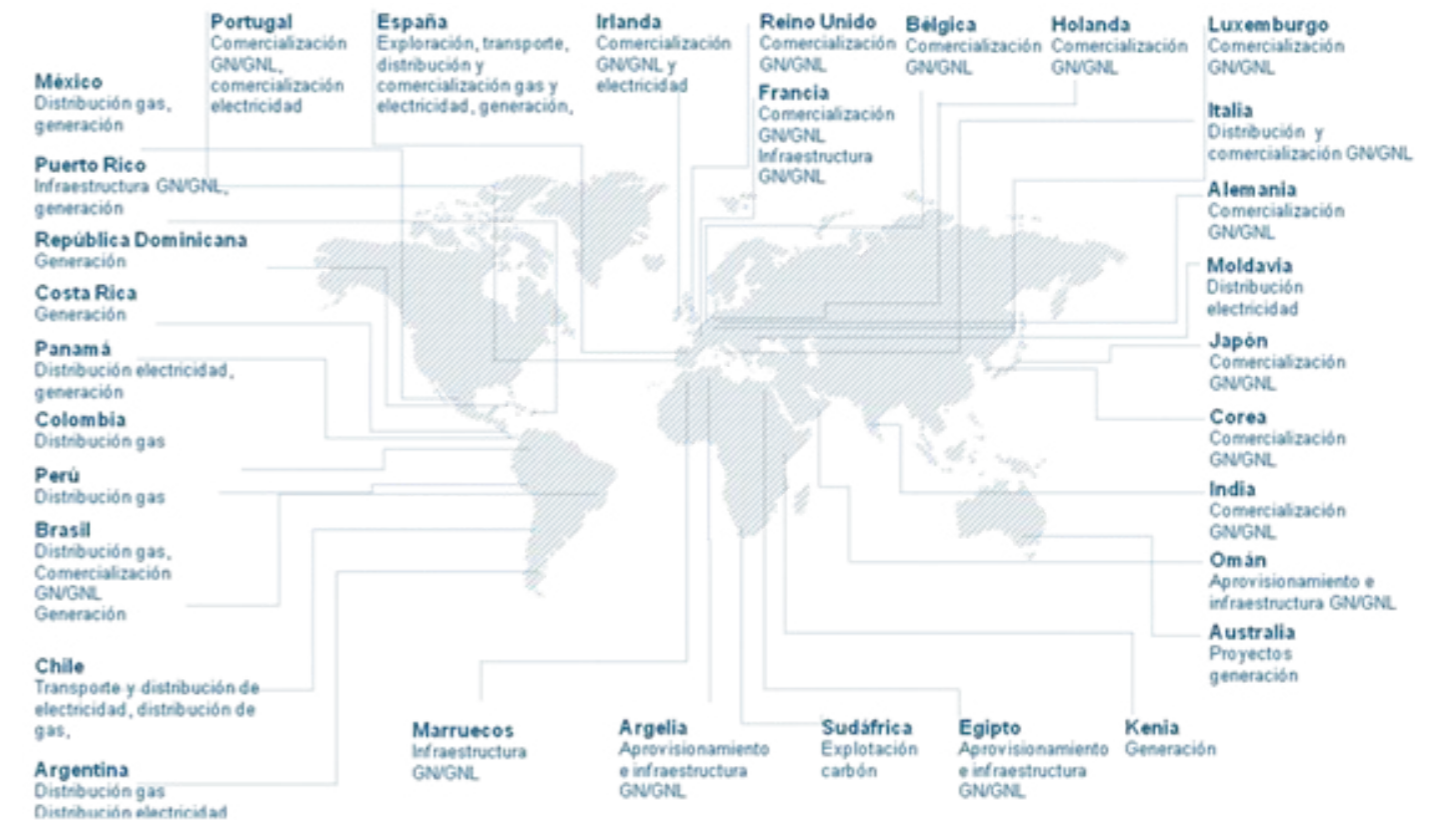 Portugal
Comercialización
GN/GNL,
comercialización
electricidad
España
Exploración, transporte,
distribución y
comercialización gas y
electricidad, generación,
Irlanda
Comercialización
GN/GNL y
electricidad
Reino Unido
Comercialización
GN/GNL
Francia
Comercialización
GN/GNL
Infraestructura
GN/GNL
Bélgica
Comercialización
GN/GNL
Holanda
Comercialización
GN/GNL
Luxemburgo
Comercialización
GN/GNL
Italia
Distribución y
comercialización GN/GNL
Alemania
Comercialización
GN/GNL
Moldavia
Distribución
electricidad
Japón
Comercialización
GN/GNL
Corea
Comercialización
GN/GNL
India
Comercialización
GN/GNL
Omán
Aprovisionamiento e
infraestructura GN/GNL
Australia
Proyectos
generación
México
Distribución gas,
generación
Puerto Rico
Infraestructura GN/GNL,
generación
República Dominicana
Generación
Costa Rica
Generación
Panamá
Distribución electricidad,
generación
Colombia
Distribución gas
Perú
Distribución gas
Brasil
Distribución gas,
Comercialización
GN/GNL
Generación
Chile
Transporte y distribución de
electricidad, distribución de
gas,
Argentina
Distribución gas
Distribución electricidad
Marruecos
Infraestructura
GN/GNL
Argelia
Aprovisionamiento
e infraestructura
GN/GNL
Sudáfrica
Explotación
carbón
Egipto
Aprovisionamiento
e infraestructura
GN/GNL
Kenia
Generación